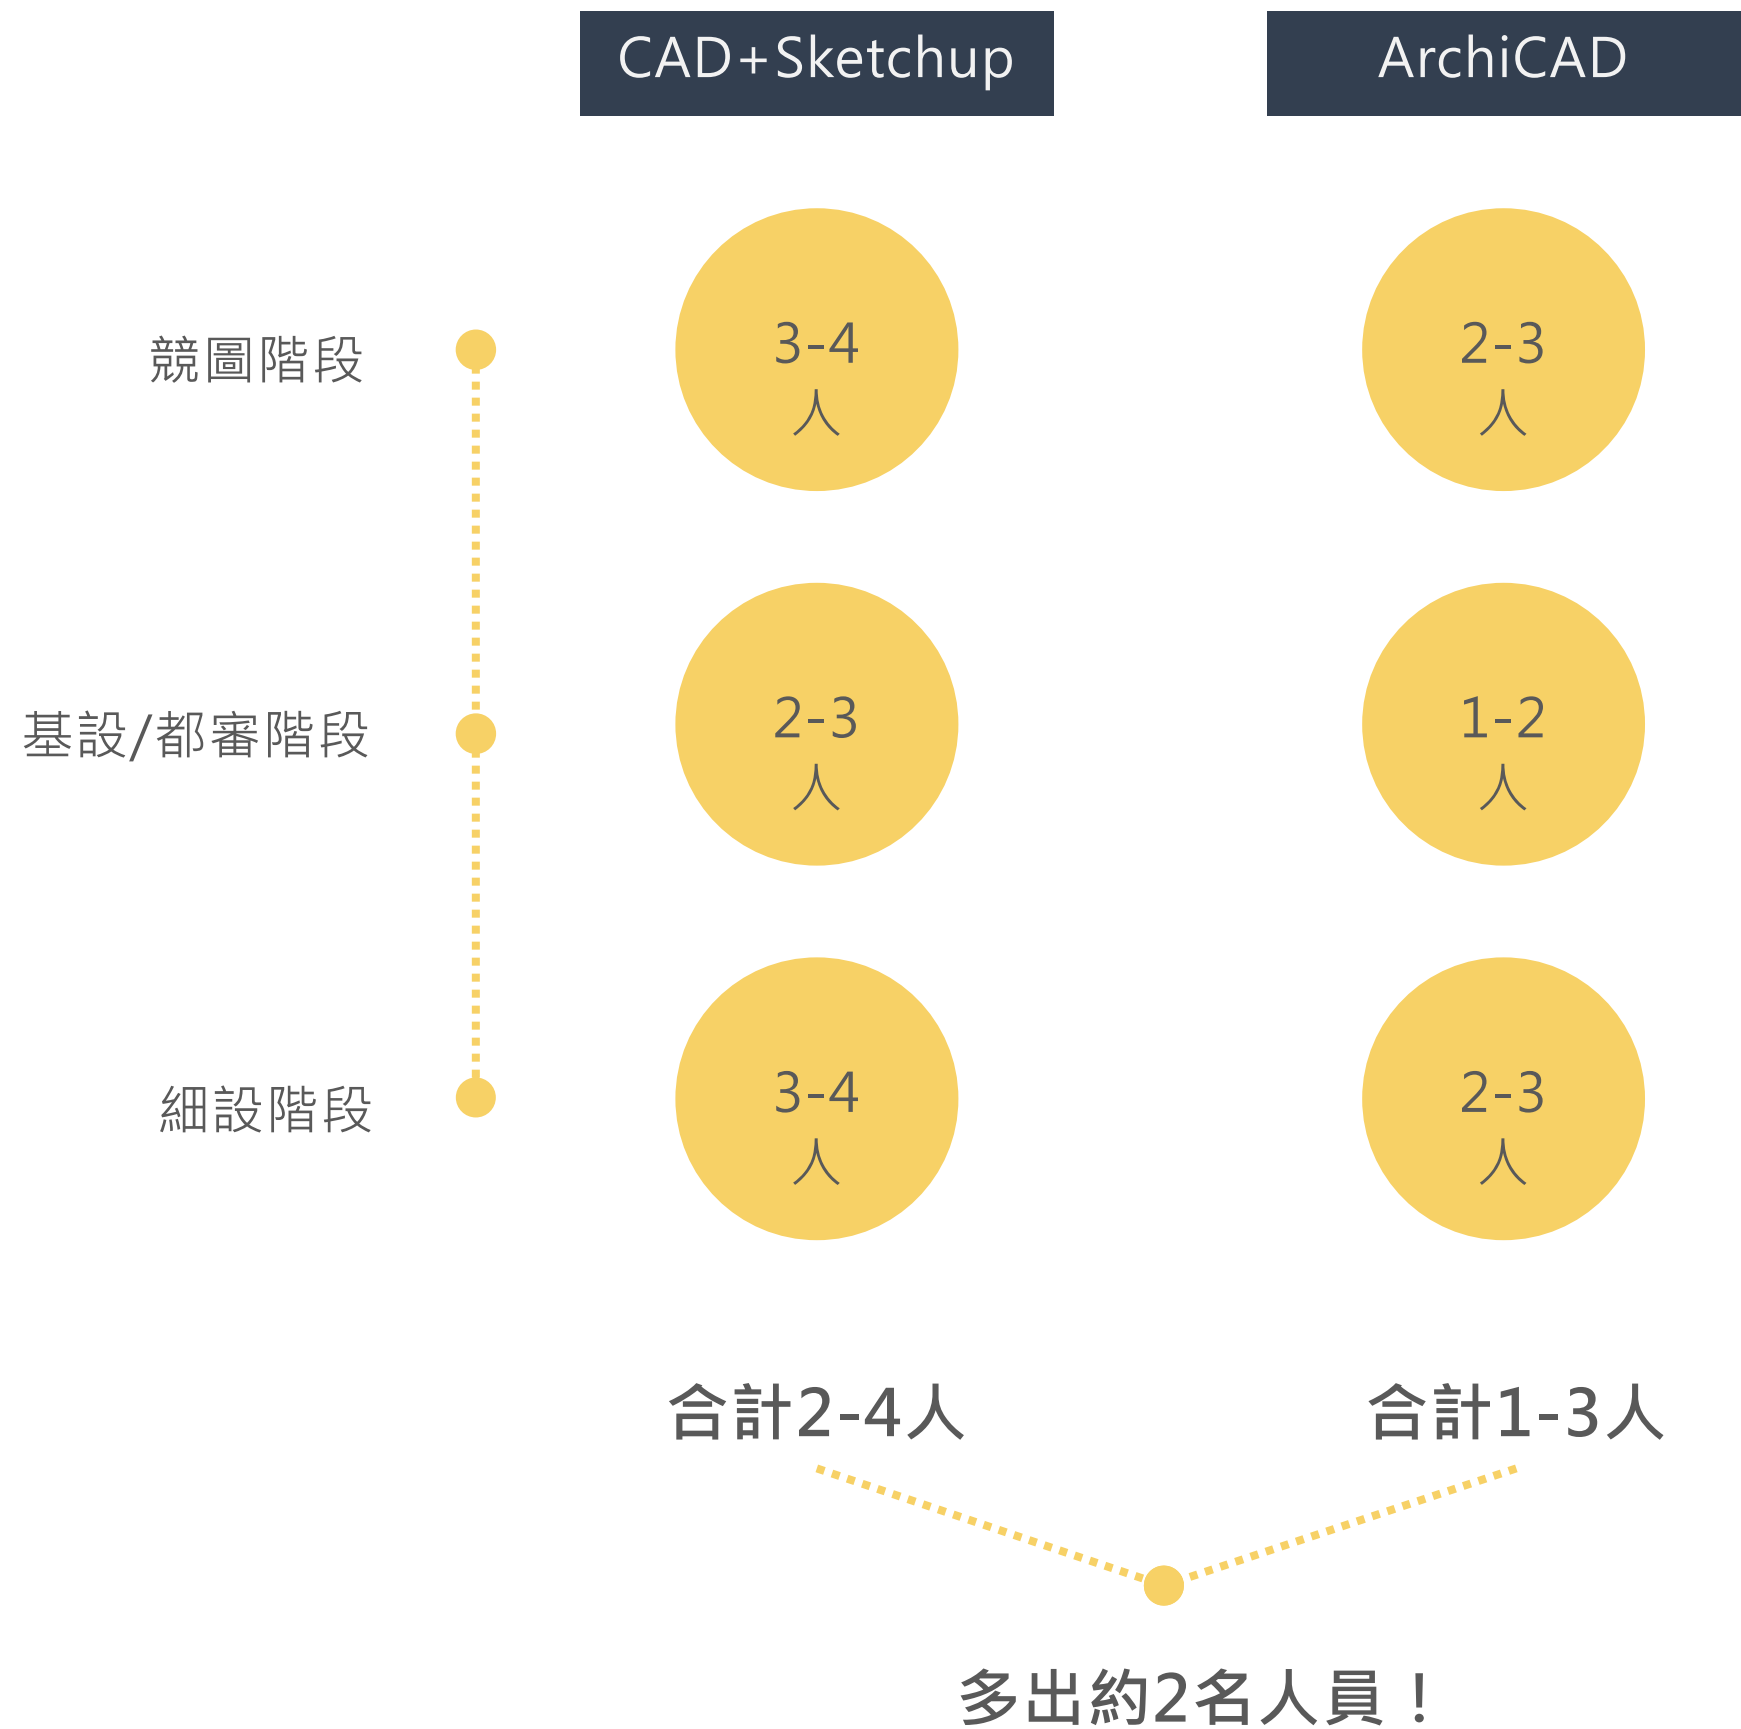 CAD+Sketchup
ArchiCAD
競圖階段
3-4
人
2-3
人
基設/都審階段
2-3
人
1-2
人
細設階段
3-4
人
2-3
人
合計2-4人
合計1-3人
多出約2名人員！